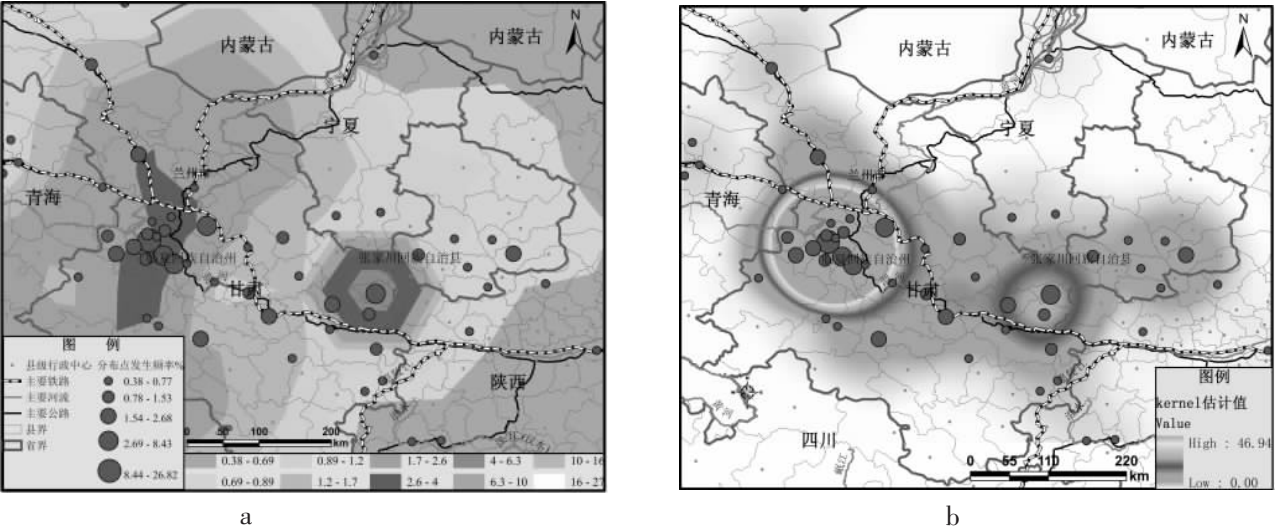 内蒙古
内蒙古
N
宁夏
兰州市
青海
张家川回族自治县
甘肃
陕西
图 例
县级行政中心 分布点发生频率%
主要铁路
主要河流
主要公路
县界
省界
0.38 - 0.77
0.78 - 1.53
1.54 - 2.68
2.69 - 8.43
8.44 - 26.82
0 50 100 200
km
0.38 - 0.69 0.89 - 1.2 1.7 - 2.6 4 - 6.3 10 - 16
0.69 - 0.89 1.2 - 1.7 2.6 - 4 6.3 - 10 16 - 27
a
内蒙古
内蒙古
N
宁夏
兰州市
青海
张家川回族自治县
甘肃
四川
岷江
0 55 110 220
km
图例
kernel估计值
Value
High : 46.94
Low : 0.00
b